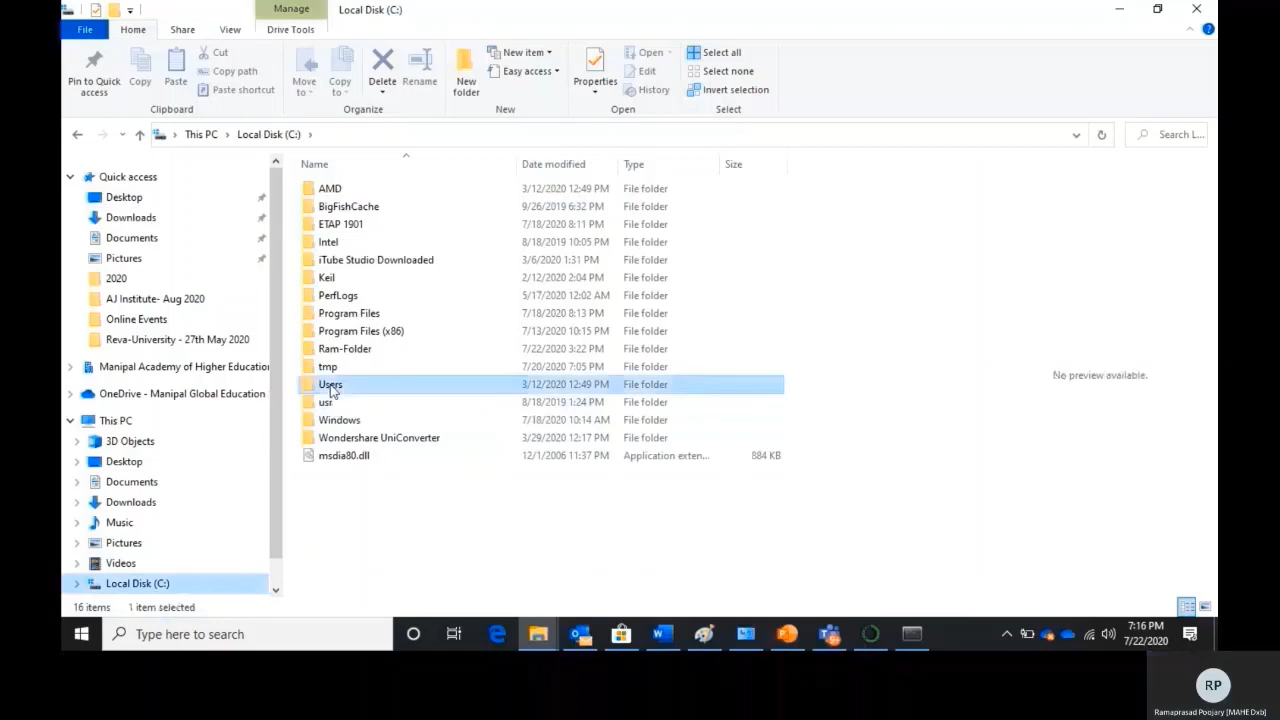 Manage
Local Disk (C:)
File
Home
Share
View
Drive Tools
Pin to Quick access
Copy
Paste
Cut
Copy path
Paste shortcut
Clipboard
Move to
Copy to
Delete
Rename
Organize
New folder
New item
Easy access
New
Properties
Open
Edit
History
Open
Select all
Select none
Invert selection
Select
This PC > Local Disk (C:) >
Search L...
Quick access
Desktop
Downloads
Documents
Pictures
2020
AJ Institute- Aug 2020
Online Events
Reva-University - 27th May 2020
Manipal Academy of Higher Education
OneDrive - Manipal Global Education
This PC
3D Objects
Desktop
Documents
Downloads
Music
Pictures
Videos
Local Disk (C:)
Name Date modified Type Size
AMD 3/12/2020 12:49 PM File folder
BigFishCache 9/26/2019 6:32 PM File folder
ETAP 1901 7/18/2020 8:11 PM File folder
Intel 8/18/2019 10:05 PM File folder
iTube Studio Downloaded 3/6/2020 1:31 PM File folder
Keil 2/12/2020 2:04 PM File folder
PerfLogs 5/17/2020 12:02 AM File folder
Program Files 7/18/2020 8:13 PM File folder
Program Files (x86) 7/13/2020 10:15 PM File folder
Ram-Folder 7/22/2020 3:22 PM File folder
tmp 7/20/2020 7:05 PM File folder
Users 3/12/2020 12:49 PM File folder
usr 8/18/2019 1:24 PM File folder
Windows 7/18/2020 10:14 AM File folder
Wondershare UniConverter 3/29/2020 12:17 PM File folder
msdia80.dll 12/1/2006 11:37 PM Application exten... 884 KB
No preview available.
16 items 1 item selected
Type here to search
7:16 PM
7/22/2020
RP
Ramaprasad Poojary [MAHE Dxb]